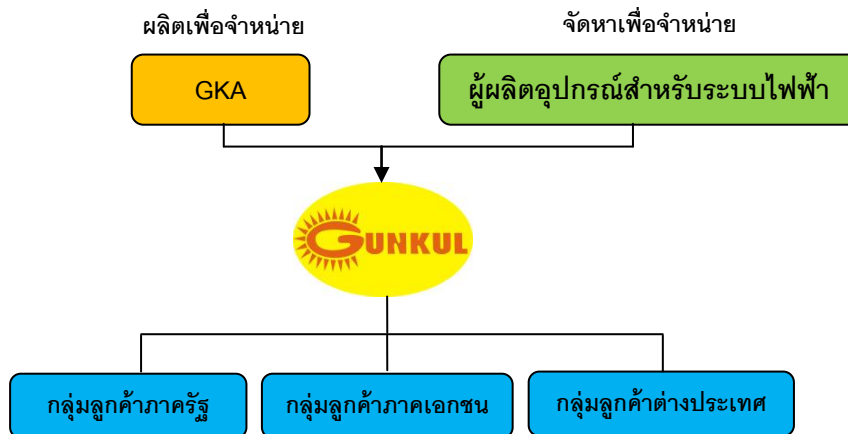 ผลิตเพื่อจำหน่าย
จัดหาเพื่อจำหน่าย
GKA
ผู้ผลิตอุปกรณ์สำหรับระบบไฟฟ้า
GUNKUL
กลุ่มลูกค้าภาครัฐ
กลุ่มลูกค้าภาคเอกชน
กลุ่มลูกค้าต่างประเทศ